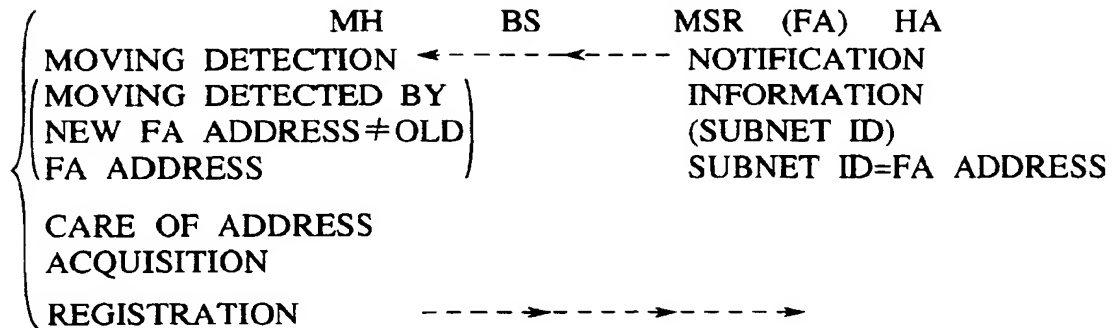 MH BS MSR (FA) HA
MOVING DETECTION NOTIFICATION
MOVING DETECTED BY INFORMATION
NEW FA ADDRESS≠OLD (SUBNET ID)
FA ADDRESS SUBNET ID=FA ADDRESS
CARE OF ADDRESS
ACQUISITION
REGISTRATION